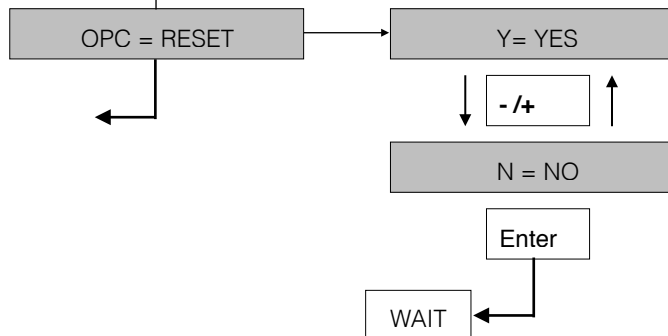 OPC = RESET
Y= YES
- /+
N = NO
Enter
WAIT